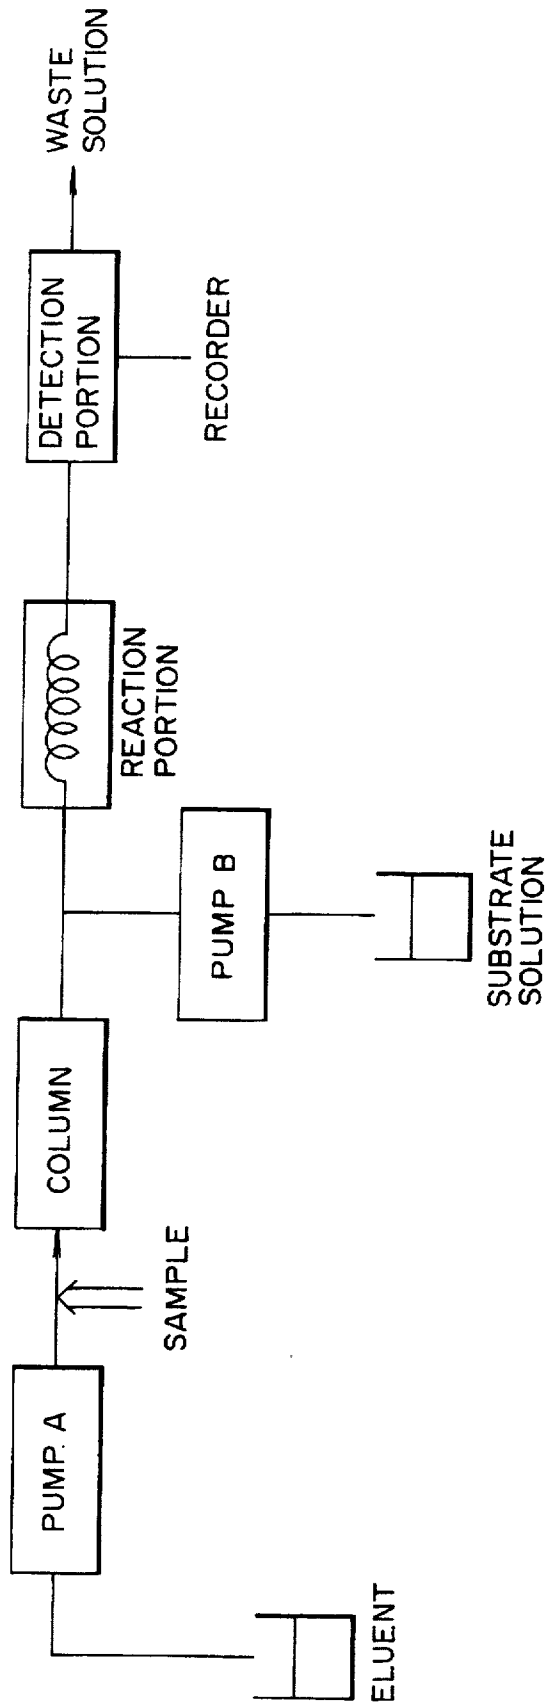 ELUENT
PUMP. A
SAMPLE
COLUMN
PUMP B
SUBSTRATE
SOLUTION
REACTION
PORTION
DETECTION
PORTION
RECORDER
WASTE
SOLUTION